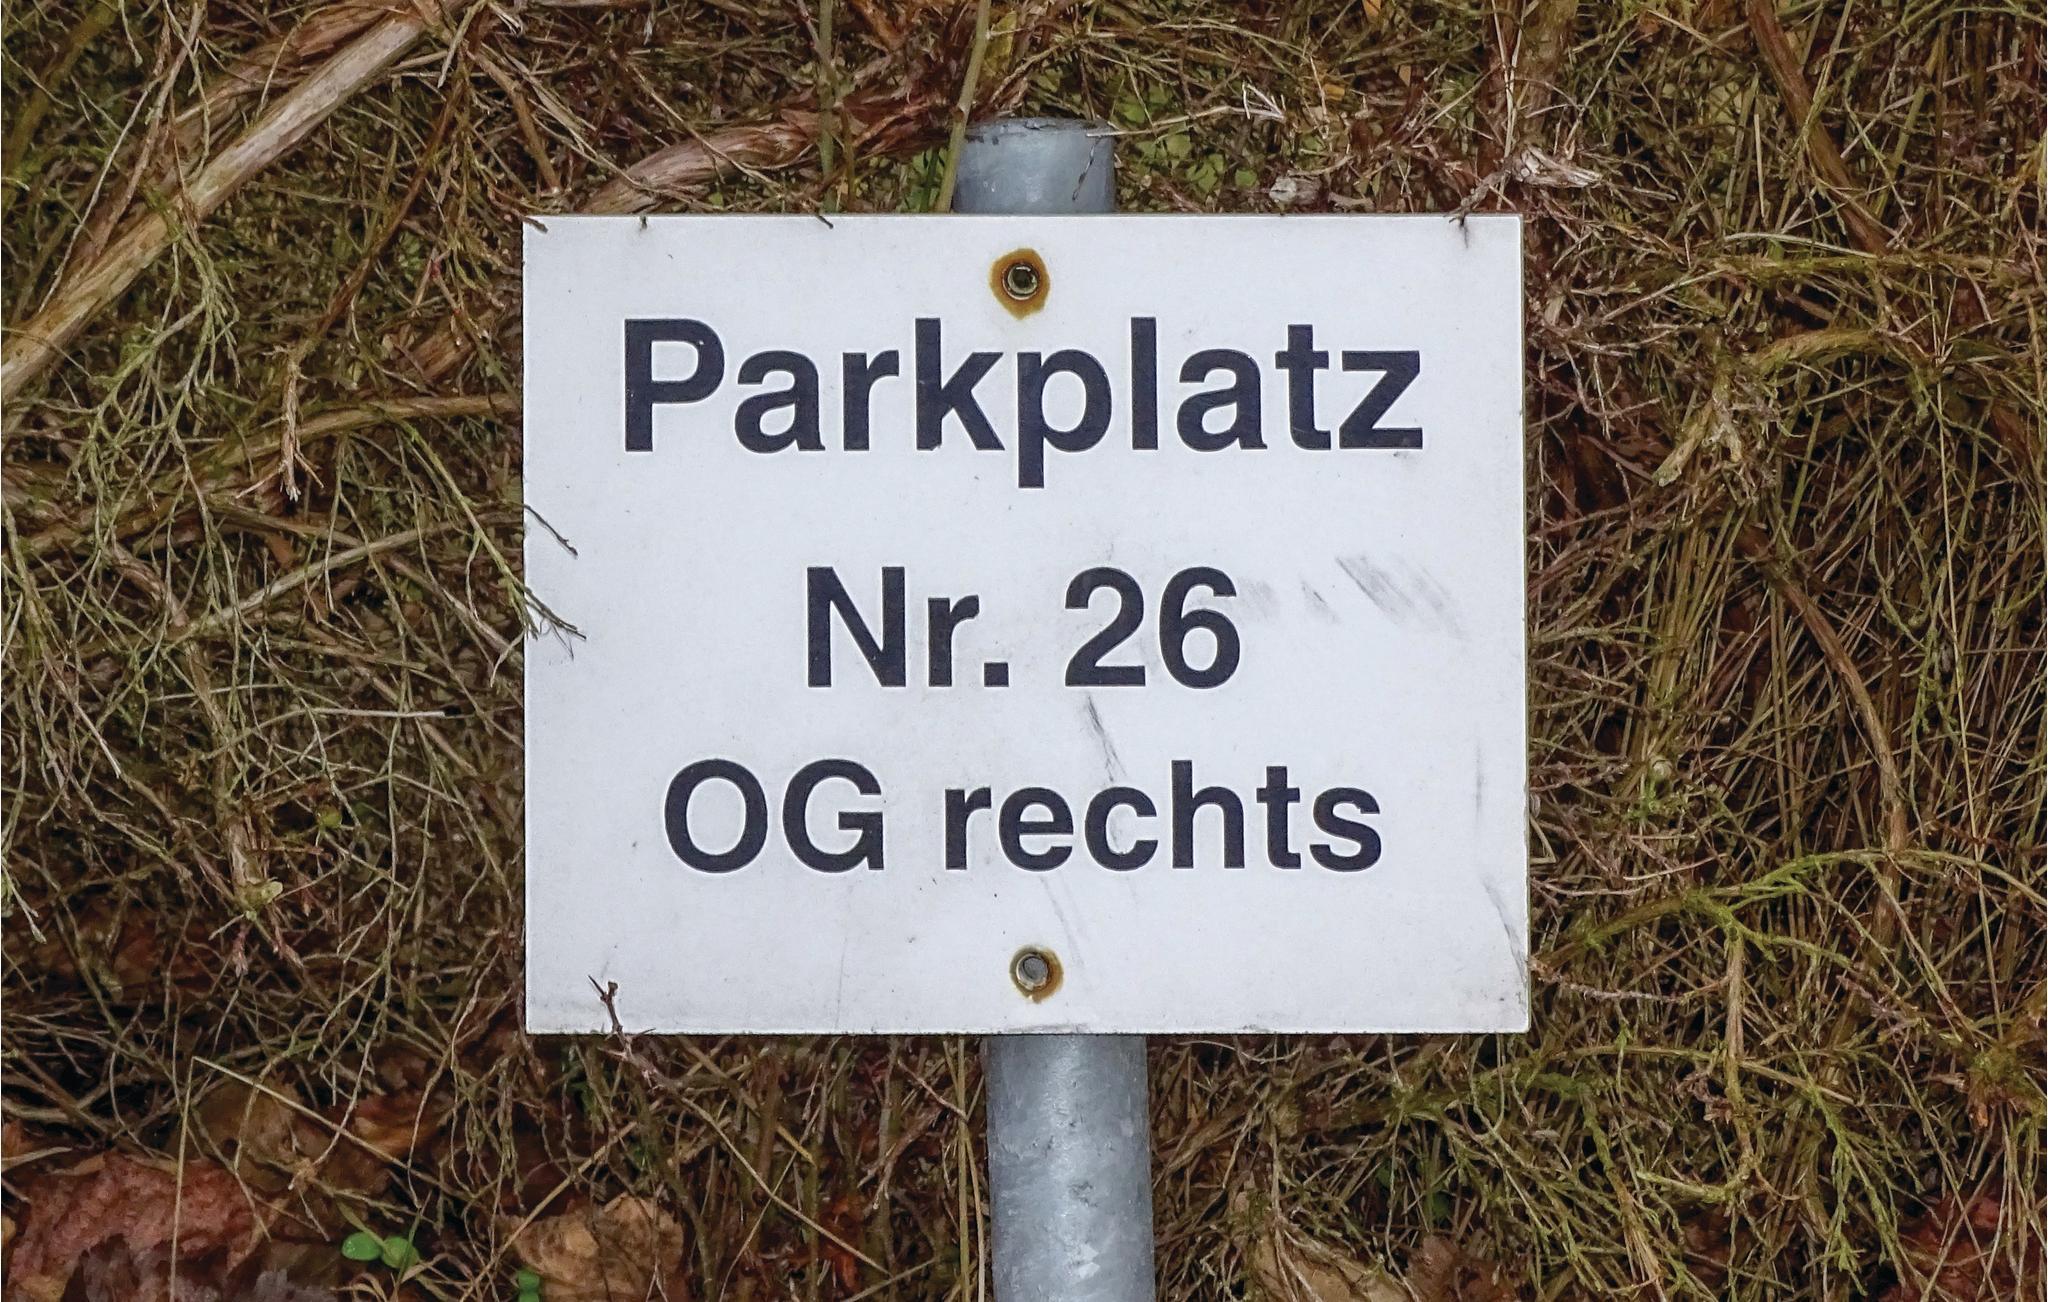 Parkplatz
Nr. 26
OG rechts